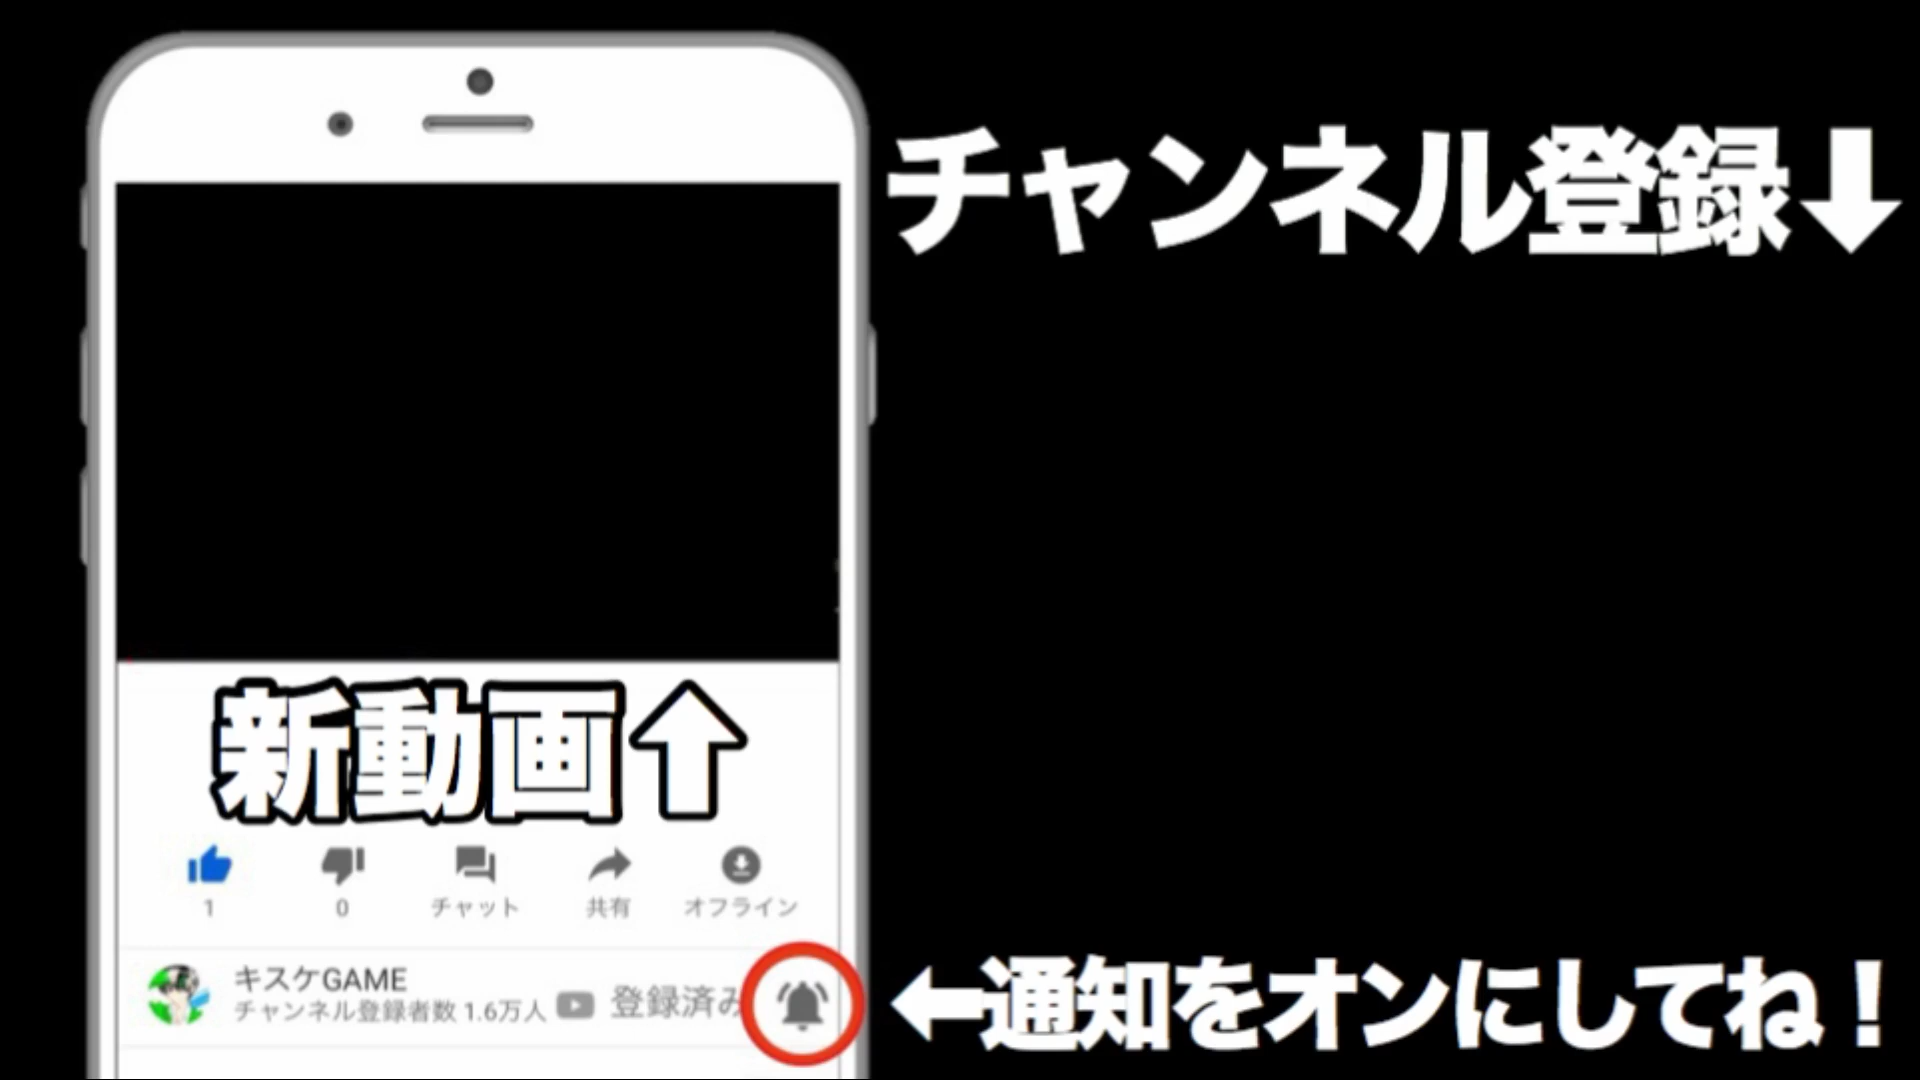 チャンネル登録⬇
新動画↑
1
0
チャット
共有
オフライン
キスケGAME
チャンネル登録者数 1.6万人
登録済み
⬅通知をオンにしてね！